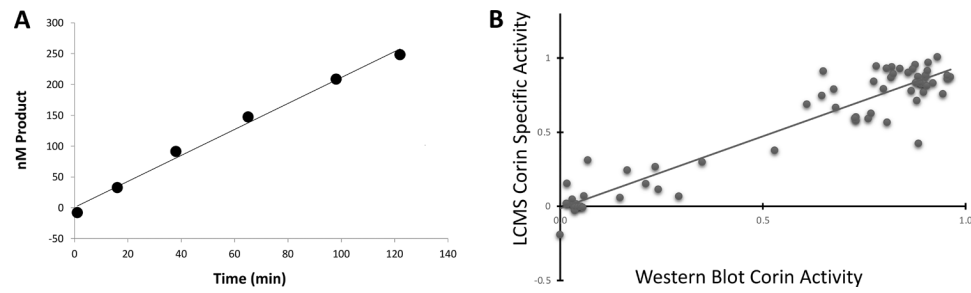 A
300
250
200
150
100
50
0
-50
0 20 40 60 80 100 120 140
nM Product
Time (min)
B
1
0.5
0
-0.5
0.0 0.5 1.0
LCMS Corin Specific Activity
Western Blot Corin Activity